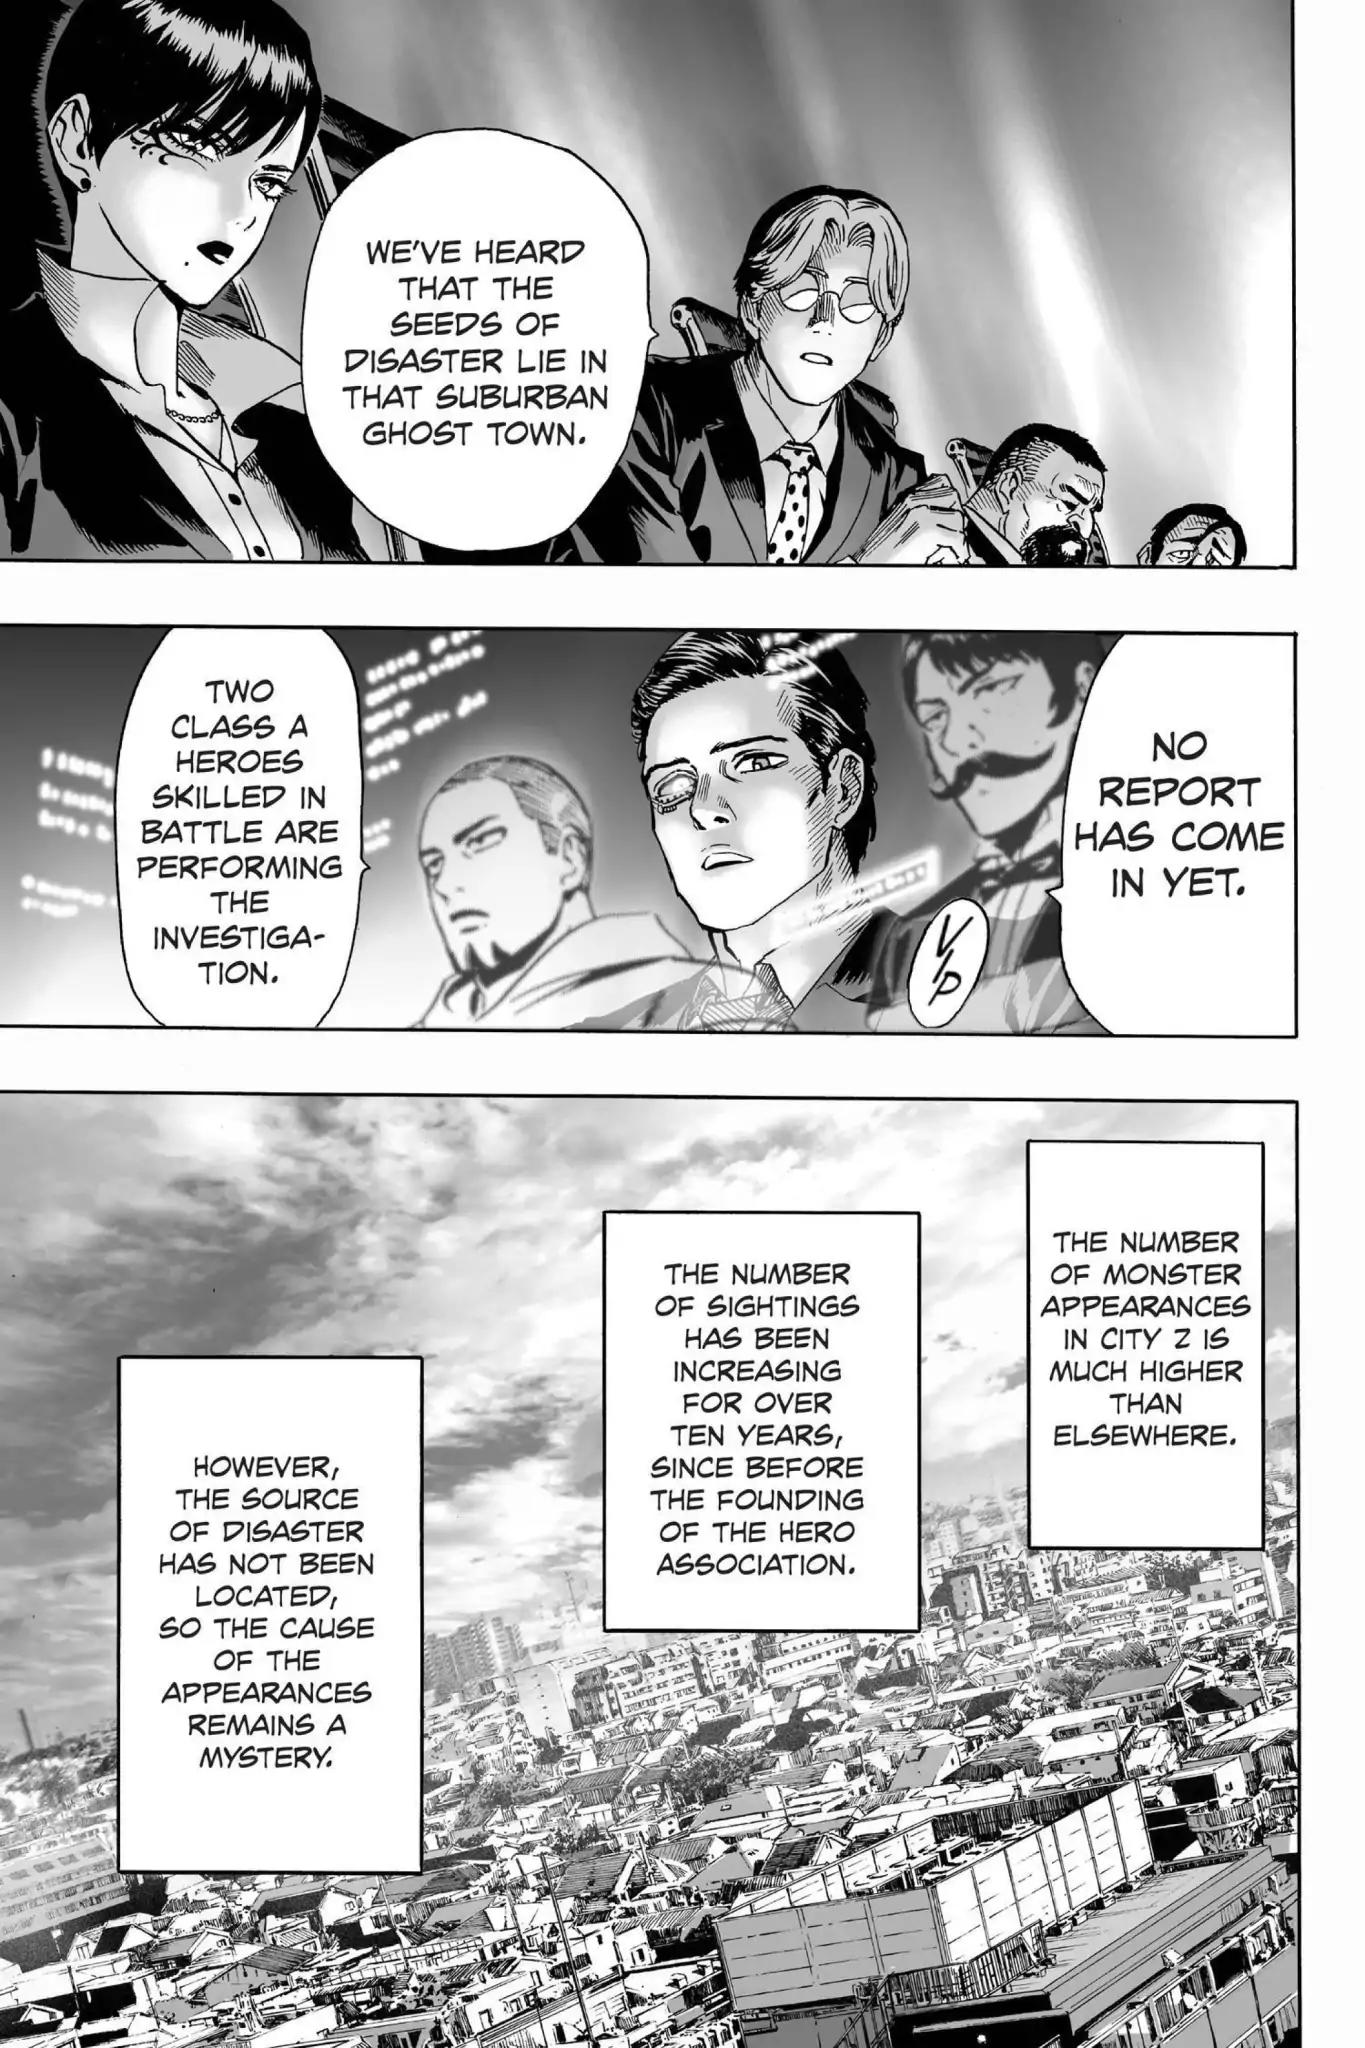 WE'VE HEARD
THAT THE
SEEDS OF
DISASTER LIE IN
THAT SUBURBAN
GHOST TOWN.
NO
REPORT
HAS COME
IN YET.
VIP
TWO
CLASS A
HEROES
SKILLED IN
BATTLE ARE
PERFORMING
THE
INVESTIGA-
TION.
THE NUMBER
OF MONSTER
APPEARANCES
IN CITY Z IS
MUCH HIGHER
THAN
ELSEWHERE.
THE NUMBER
OF SIGHTINGS
HAS BEEN
INCREASING
FOR OVER
TEN YEARS,
SINCE BEFORE
THE FOUNDING
OF THE HERO
ASSOCIATION.
HOWEVER,
THE SOURCE
OF DISASTER
HAS NOT BEEN
LOCATED,
SO THE CAUSE
OF THE
APPEARANCES
REMAINS A
MYSTERY.